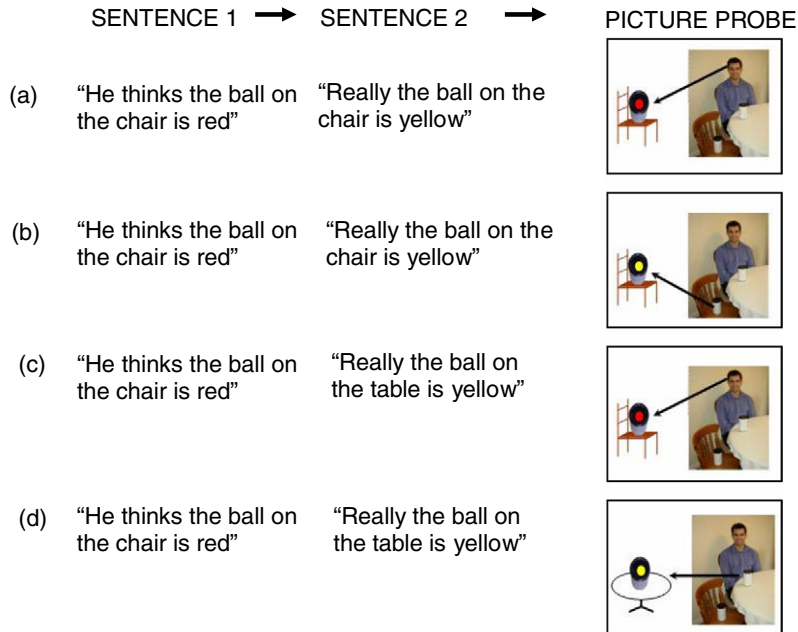 SENTENCE 1 → SENTENCE 2 → PICTURE PROBE
(a) “He thinks the ball on the chair is red” “Really the ball on the chair is yellow”
(b) “He thinks the ball on the chair is red” “Really the ball on the chair is yellow”
(c) “He thinks the ball on the chair is red” “Really the ball on the table is yellow”
(d) “He thinks the ball on the chair is red” “Really the ball on the table is yellow”